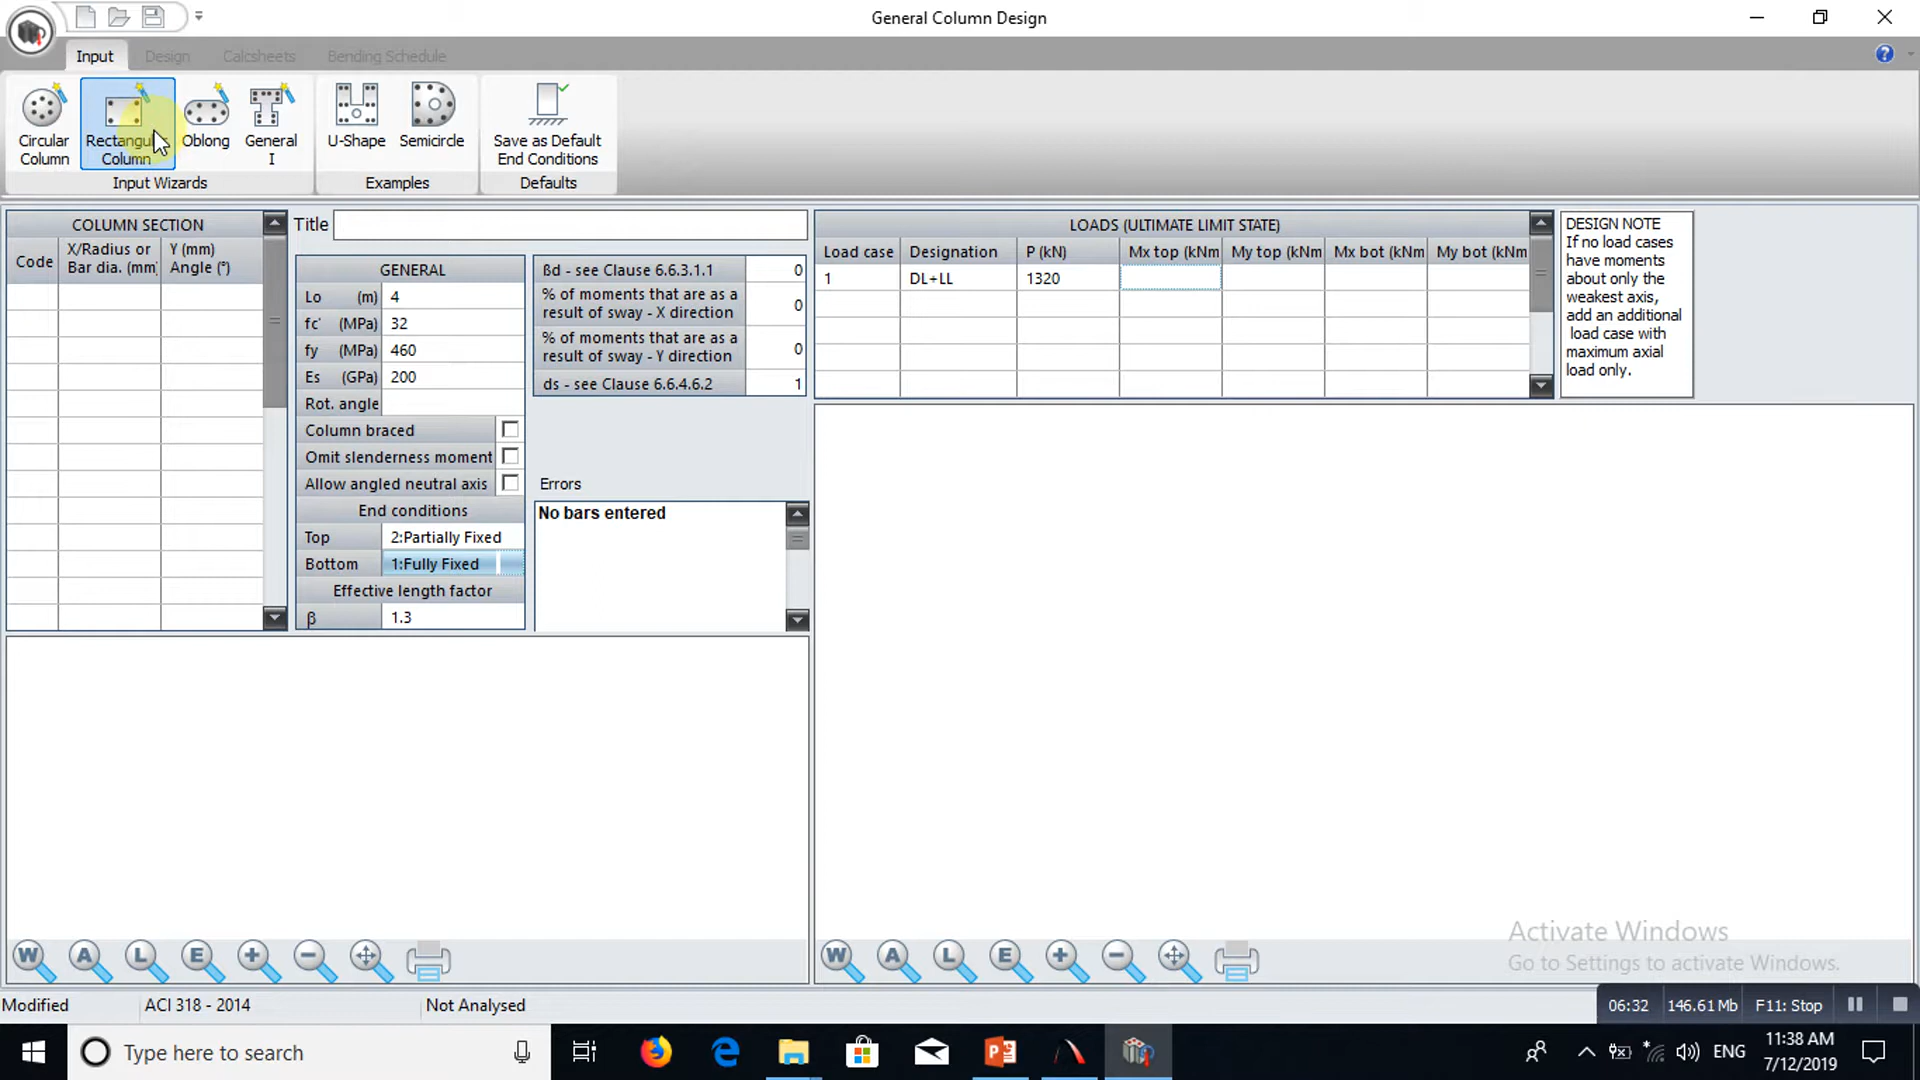 General Column Design
Input Design Calcsheets Bending Schedule
Circular Column
Rectangular Column
Oblong
General I
U-Shape
Semicircle
Save as Default End Conditions
Input Wizards
Examples
Defaults
COLUMN SECTION
Code X/Radius or Bar dia. (mm) Y (mm) Angle (°)
Title
GENERAL
Lo (m) 4
fc' (MPa) 32
fy (MPa) 460
Es (GPa) 200
Rot. angle
Column braced
Omit slenderness moment
Allow angled neutral axis
End conditions
Top 2:Partially Fixed
Bottom 1:Fully Fixed
Effective length factor
β 1.3
ßd - see Clause 6.6.3.1.1 0
% of moments that are as a
result of sway - X direction 0
% of moments that are as a
result of sway - Y direction 0
ds - see Clause 6.6.4.6.2 1
Errors
No bars entered
LOADS (ULTIMATE LIMIT STATE)
Load case Designation P (kN) Mx top (kNm My top (kNm Mx bot (kNm My bot (kNm
1 DL+LL 1320
DESIGN NOTE
If no load cases
have moments
about only the
weakest axis,
add an additional
load case with
maximum axial
load only.
W A L E
W A L E
Activate Windows
Go to Settings to activate Windows.
Modified ACI 318 - 2014 Not Analysed
06:32 146.61 Mb F11: Stop
Type here to search
ENG
11:38 AM
7/12/2019